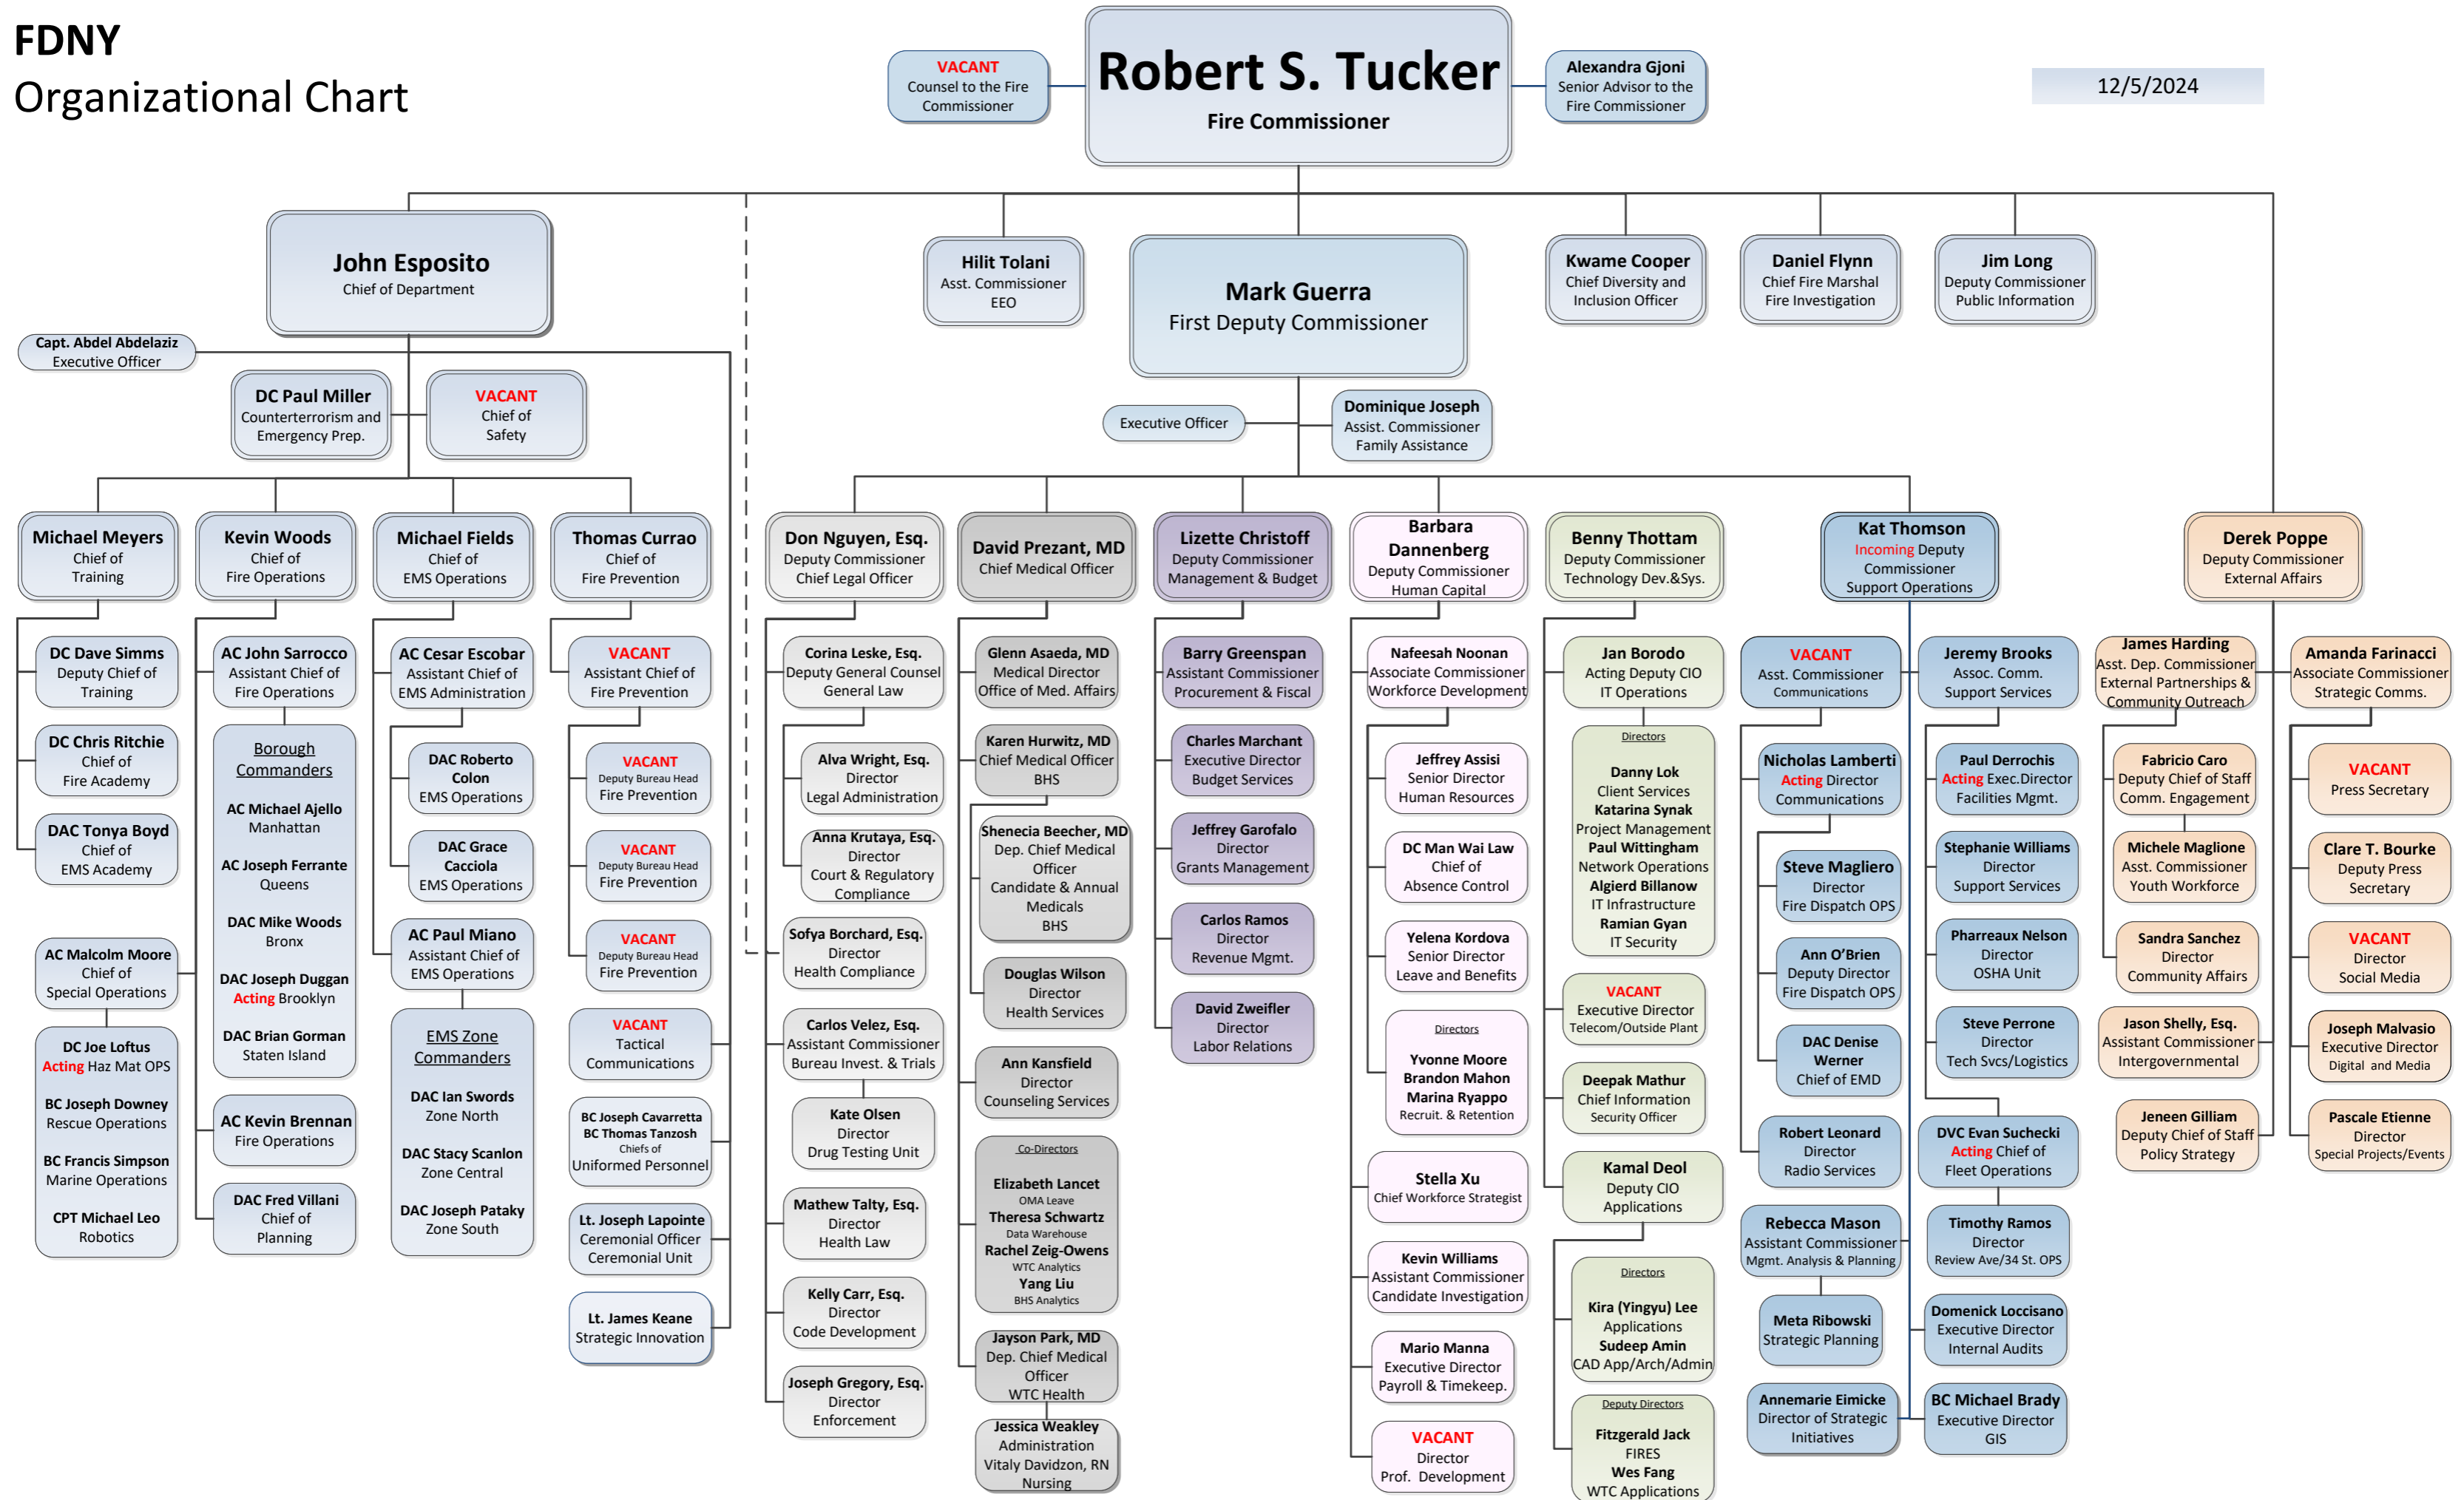 FDNY
Organizational Chart
12/5/2024
VACANT
Counsel to the Fire
Commissioner
Robert S. Tucker
Fire Commissioner
Alexandra Gjoni
Senior Advisor to the
Fire Commissioner
John Esposito
Chief of Department
Hilit Tolani
Asst. Commissioner
EEO
Mark Guerra
First Deputy Commissioner
Kwame Cooper
Chief Diversity and
Inclusion Officer
Daniel Flynn
Chief Fire Marshal
Fire Investigation
Jim Long
Deputy Commissioner
Public Information
Capt. Abdel Abdelaziz
Executive Officer
DC Paul Miller
Counterterrorism and
Emergency Prep.
VACANT
Chief of
Safety
Executive Officer
Dominique Joseph
Assist. Commissioner
Family Assistance
Michael Meyers
Chief of
Training
Kevin Woods
Chief of
Fire Operations
Michael Fields
Chief of
EMS Operations
Thomas Currao
Chief of
Fire Prevention
Don Nguyen, Esq.
Deputy Commissioner
Chief Legal Officer
David Prezant, MD
Chief Medical Officer
Lizette Christoff
Deputy Commissioner
Management & Budget
Barbara
Dannenberg
Deputy Commissioner
Human Capital
Benny Thottam
Deputy Commissioner
Technology Dev.&Sys.
Kat Thomson
Incoming Deputy
Commissioner
Support Operations
Derek Poppe
Deputy Commissioner
External Affairs
DC Dave Simms
Deputy Chief of
Training
DC Chris Ritchie
Chief of
Fire Academy
DAC Tonya Boyd
Chief of
EMS Academy
AC Malcolm Moore
Chief of
Special Operations
DC Joe Loftus
Acting Haz Mat OPS
BC Joseph Downey
Rescue Operations
BC Francis Simpson
Marine Operations
CPT Michael Leo
Robotics
AC John Sarrocco
Assistant Chief of
Fire Operations
Borough
Commanders
AC Michael Ajello
Manhattan
AC Joseph Ferrante
Queens
DAC Mike Woods
Bronx
DAC Joseph Duggan
Acting Brooklyn
DAC Brian Gorman
Staten Island
AC Kevin Brennan
Fire Operations
DAC Fred Villani
Chief of
Planning
AC Cesar Escobar
Assistant Chief of
EMS Administration
DAC Roberto
Colon
EMS Operations
DAC Grace
Cacciola
EMS Operations
AC Paul Miano
Assistant Chief of
EMS Operations
EMS Zone
Commanders
DAC Ian Swords
Zone North
DAC Stacy Scanlon
Zone Central
DAC Joseph Pataky
Zone South
VACANT
Assistant Chief of
Fire Prevention
VACANT
Deputy Bureau Head
Fire Prevention
VACANT
Deputy Bureau Head
Fire Prevention
VACANT
Deputy Bureau Head
Fire Prevention
VACANT
Tactical
Communications
BC Joseph Cavarretta
BC Thomas Tanzosh
Chiefs of
Uniformed Personnel
Lt. Joseph Lapointe
Ceremonial Officer
Ceremonial Unit
Lt. James Keane
Strategic Innovation
Corina Leske, Esq.
Deputy General Counsel
General Law
Alva Wright, Esq.
Director
Legal Administration
Anna Krutaya, Esq.
Director
Court & Regulatory
Compliance
Sofya Borchard, Esq.
Director
Health Compliance
Carlos Velez, Esq.
Assistant Commissioner
Bureau Invest. & Trials
Kate Olsen
Director
Drug Testing Unit
Mathew Talty, Esq.
Director
Health Law
Kelly Carr, Esq.
Director
Code Development
Joseph Gregory, Esq.
Director
Enforcement
Glenn Asaeda, MD
Medical Director
Office of Med. Affairs
Karen Hurwitz, MD
Chief Medical Officer
BHS
Shenecia Beecher, MD
Dep. Chief Medical
Officer
Candidate & Annual
Medicals
BHS
Douglas Wilson
Director
Health Services
Ann Kansfield
Director
Counseling Services
Co-Directors
Elizabeth Lancet
OMA Leave
Theresa Schwartz
Data Warehouse
Rachel Zeig-Owens
WTC Analytics
Yang Liu
BHS Analytics
Jayson Park, MD
Dep. Chief Medical
Officer
WTC Health
Jessica Weakley
Administration
Vitaly Davidzon, RN
Nursing
Barry Greenspan
Assistant Commissioner
Procurement & Fiscal
Charles Marchant
Executive Director
Budget Services
Jeffrey Garofalo
Director
Grants Management
Carlos Ramos
Director
Revenue Mgmt.
David Zweifler
Director
Labor Relations
Nafeesah Noonan
Associate Commissioner
Workforce Development
Jeffrey Assisi
Senior Director
Human Resources
DC Man Wai Law
Chief of
Absence Control
Yelena Kordova
Senior Director
Leave and Benefits
Directors
Yvonne Moore
Brandon Mahon
Marina Ryappo
Recruit. & Retention
Stella Xu
Chief Workforce Strategist
Kevin Williams
Assistant Commissioner
Candidate Investigation
Mario Manna
Executive Director
Payroll & Timekeep.
VACANT
Director
Prof. Development
Jan Borodo
Acting Deputy CIO
IT Operations
Directors
Danny Lok
Client Services
Katarina Synak
Project Management
Paul Wittingham
Network Operations
Algierd Billanow
IT Infrastructure
Ramian Gyan
IT Security
VACANT
Executive Director
Telecom/Outside Plant
Deepak Mathur
Chief Information
Security Officer
Kamal Deol
Deputy CIO
Applications
Directors
Kira (Yingyu) Lee
Applications
Sudeep Amin
CAD App/Arch/Admin
Deputy Directors
Fitzgerald Jack
FIRES
Wes Fang
WTC Applications
VACANT
Asst. Commissioner
Communications
Nicholas Lamberti
Acting Director
Communications
Steve Magliero
Director
Fire Dispatch OPS
Ann O'Brien
Deputy Director
Fire Dispatch OPS
DAC Denise
Werner
Chief of EMD
Robert Leonard
Director
Radio Services
Rebecca Mason
Assistant Commissioner
Mgmt. Analysis & Planning
Meta Ribowski
Strategic Planning
Annemarie Eimicke
Director of Strategic
Initiatives
Jeremy Brooks
Assoc. Comm.
Support Services
Paul Derrochis
Acting Exec.Director
Facilities Mgmt.
Stephanie Williams
Director
Support Services
Pharreaux Nelson
Director
OSHA Unit
Steve Perrone
Director
Tech Svcs/Logistics
DVC Evan Suchecki
Acting Chief of
Fleet Operations
Timothy Ramos
Director
Review Ave/34 St. OPS
Domenick Loccisano
Executive Director
Internal Audits
BC Michael Brady
Executive Director
GIS
James Harding
Asst. Dep. Commissioner
External Partnerships &
Community Outreach
Fabricio Caro
Deputy Chief of Staff
Comm. Engagement
Michele Maglione
Asst. Commissioner
Youth Workforce
Sandra Sanchez
Director
Community Affairs
Jason Shelly, Esq.
Assistant Commissioner
Intergovernmental
Jeneen Gilliam
Deputy Chief of Staff
Policy Strategy
Amanda Farinacci
Associate Commissioner
Strategic Comms.
VACANT
Press Secretary
Clare T. Bourke
Deputy Press
Secretary
VACANT
Director
Social Media
Joseph Malvasio
Executive Director
Digital and Media
Pascale Etienne
Director
Special Projects/Events